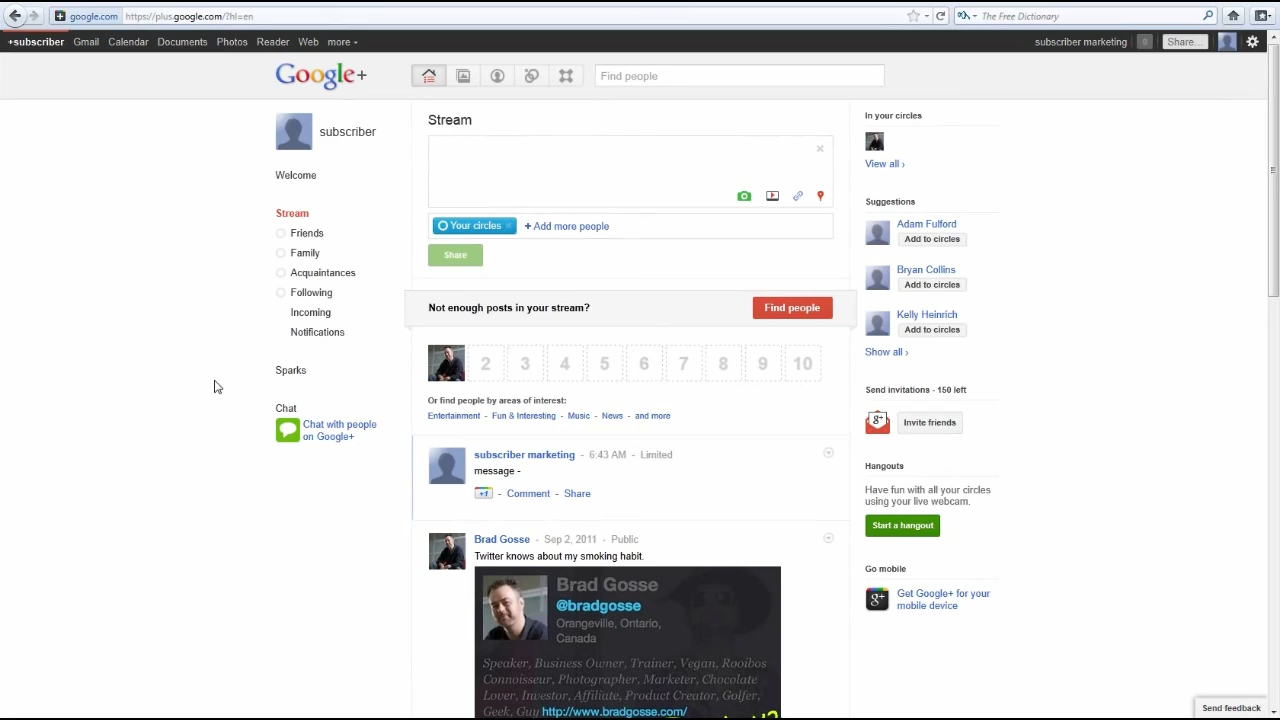 google.com https://plus.google.com/?hl=en
The Free Dictionary
+subscriber Gmail Calendar Documents Photos Reader Web more
subscriber marketing 0 Share...
Google+
Find people
subscriber
Welcome
Stream
Friends
Family
Acquaintances
Following
Incoming
Notifications
Sparks
Chat
Chat with people
on Google+
Stream
Your circles
+ Add more people
Share
Not enough posts in your stream?
Find people
2 3 4 5 6 7 8 9 10
Or find people by areas of interest:
Entertainment - Fun & Interesting - Music - News - and more
subscriber marketing - 6:43 AM - Limited
message -
+1 - Comment - Share
Brad Gosse - Sep 2, 2011 - Public
Twitter knows about my smoking habit.
Brad Gosse
@bradgosse
Orangeville, Ontario,
Canada
Speaker, Business Owner, Trainer, Vegan, Rooibos
Connoisseur, Photographer, Marketer, Chocolate
Lover, Investor, Affiliate, Product Creator, Golfer,
Geek, Guy http://www.bradgosse.com/
In your circles
View all ›
Suggestions
Adam Fulford
Add to circles
Bryan Collins
Add to circles
Kelly Heinrich
Add to circles
Show all ›
Send invitations - 150 left
g+
Invite friends
Hangouts
Have fun with all your circles
using your live webcam.
Start a hangout
Go mobile
g+
Get Google+ for your
mobile device
Send feedback